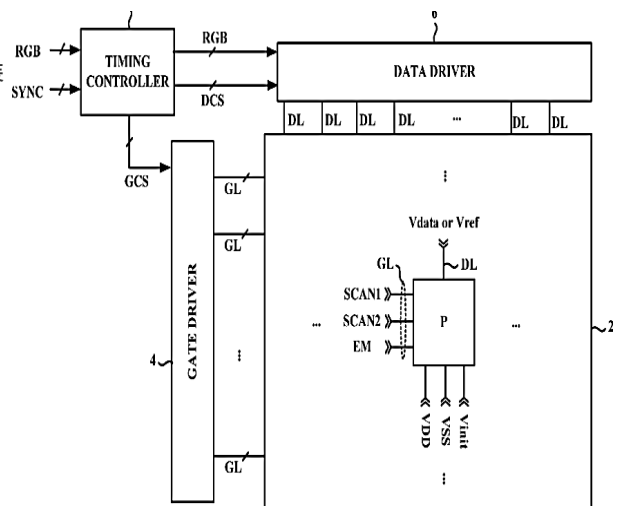 6
RGB
TIMING
CONTROLLER
SYNC
RGB
DCS
DATA DRIVER
DL DL DL DL ... DL DL
GCS
GATE DRIVER
4
GL
GL
GL
...
Vdata or Vref
GL
DL
SCAN1
SCAN2
EM
P
... ...
2
VDD
VSS
Vinit
...